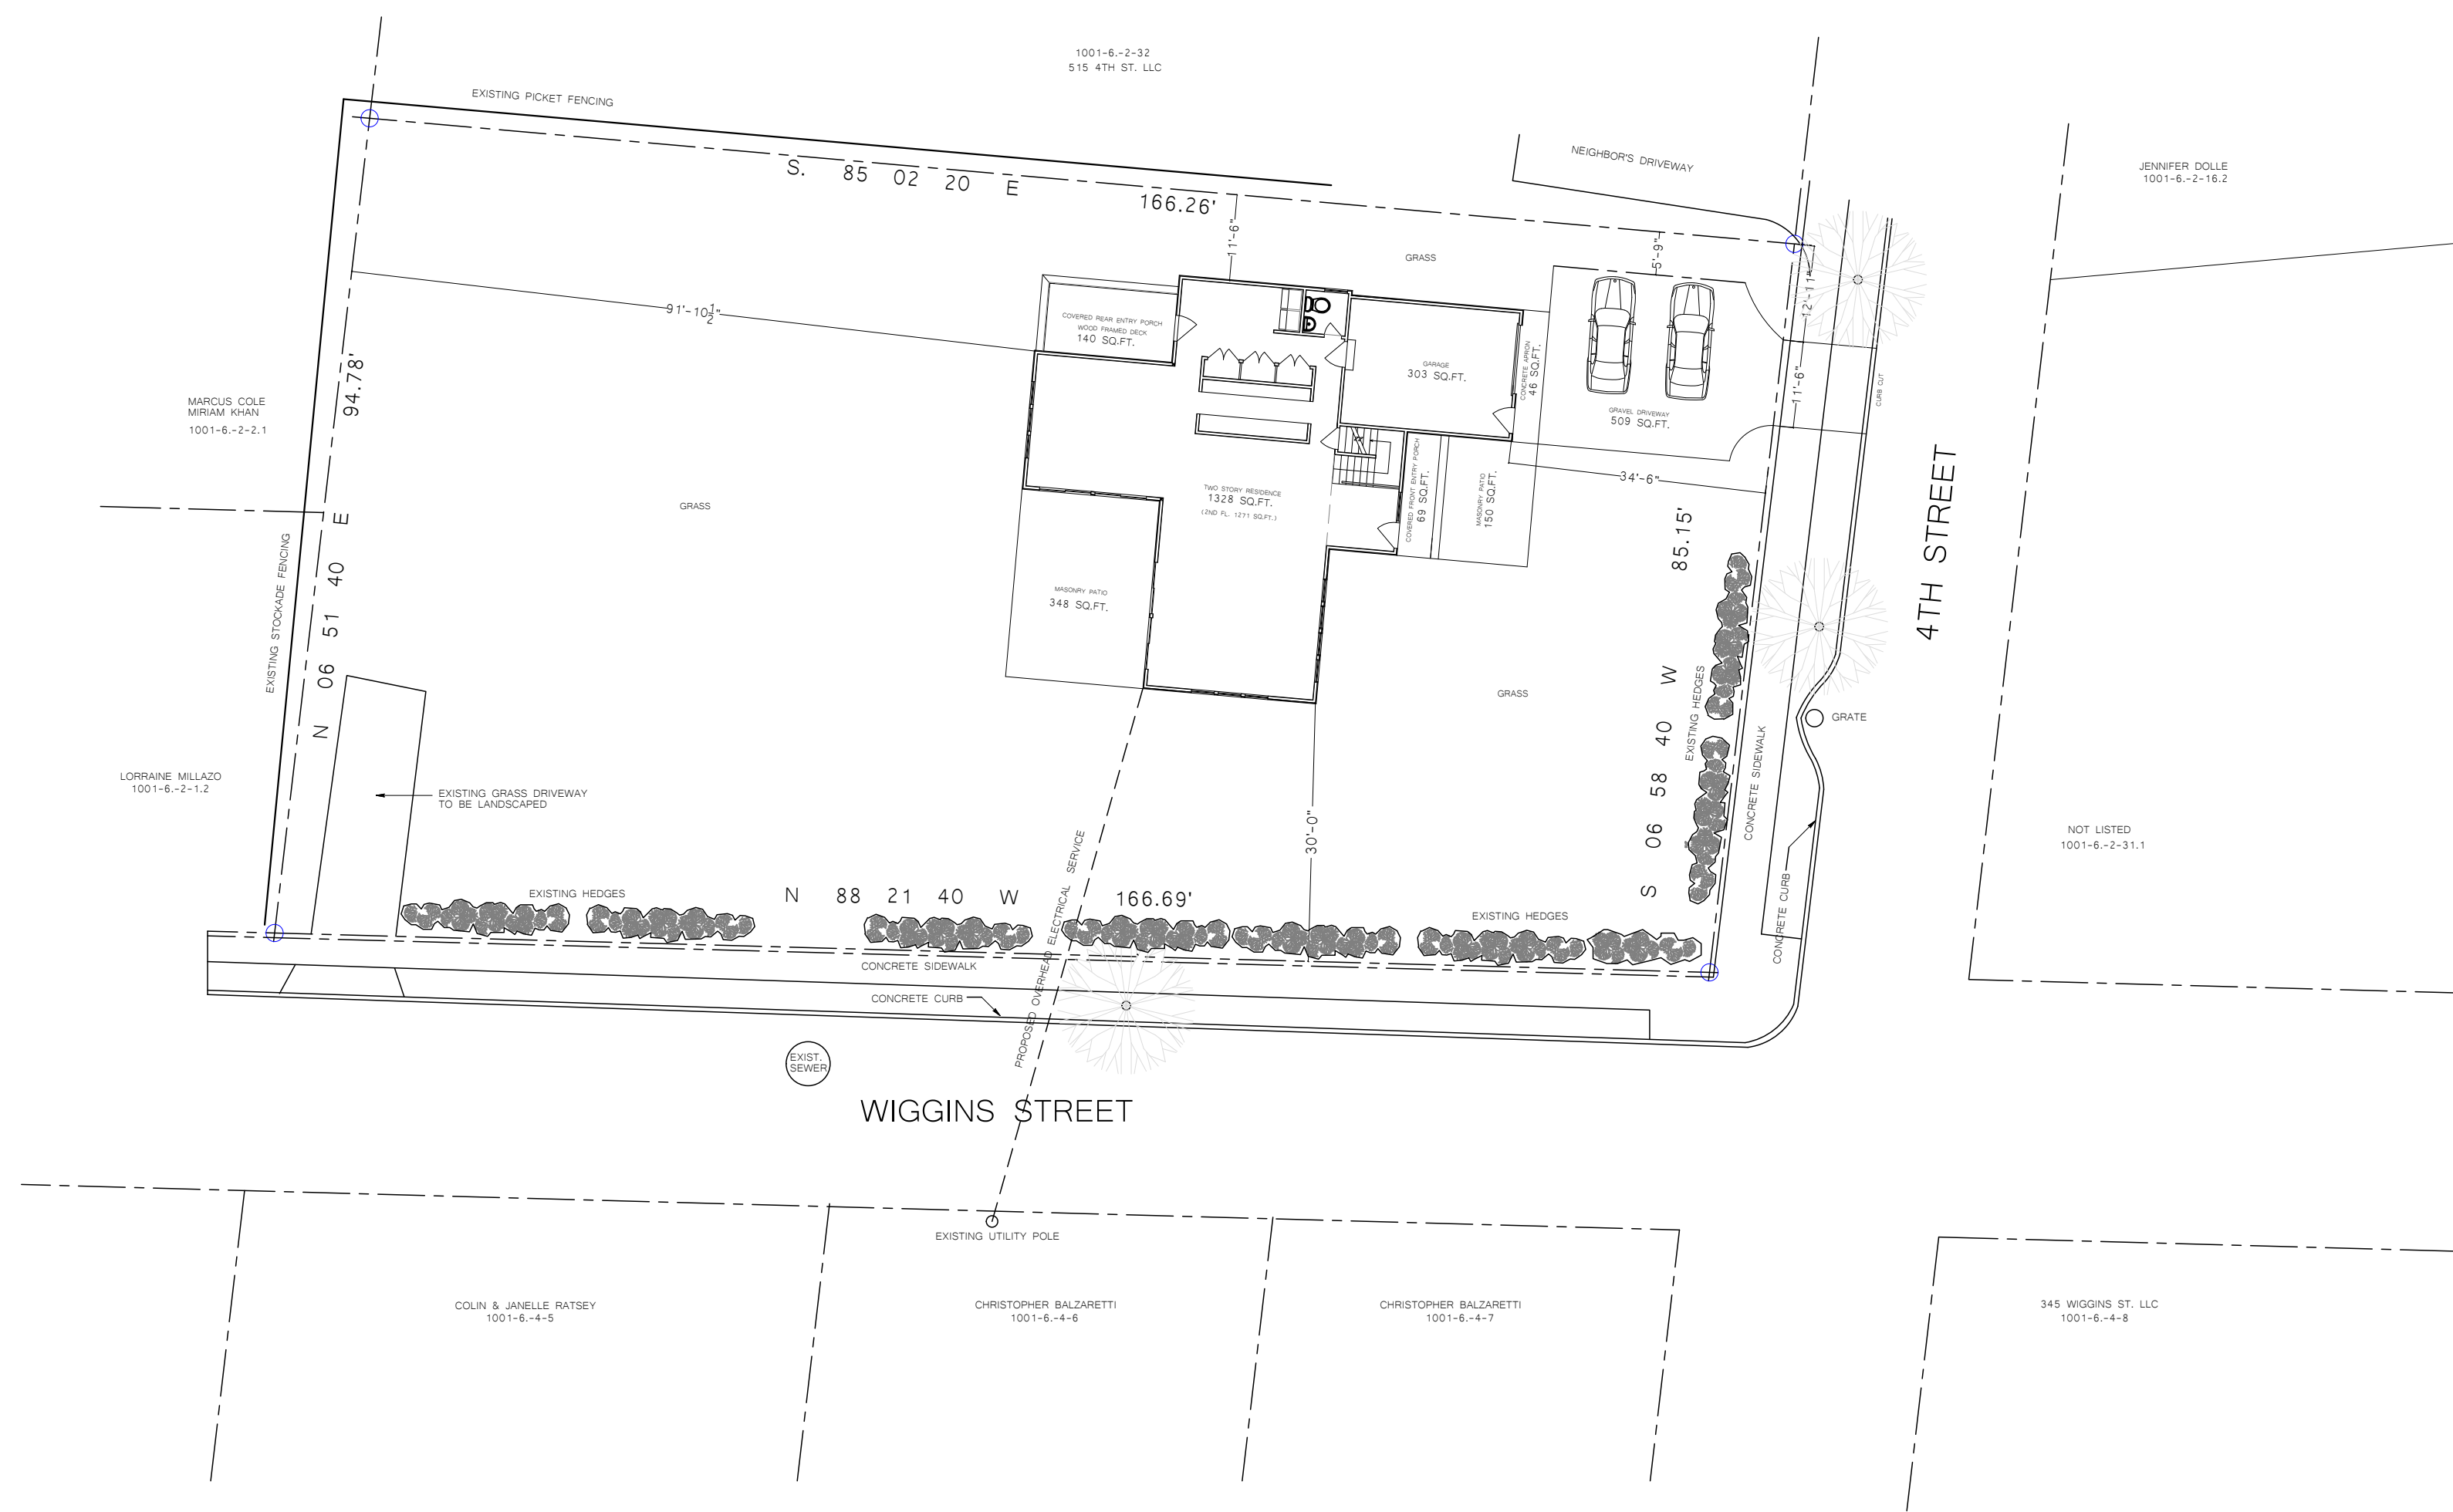 1001-6.-2-32
515 4TH ST. LLC
EXISTING PICKET FENCING
NEIGHBOR'S DRIVEWAY
JENNIFER DOLLE
1001-6.-2-16.2
S. 85 02 20 E
166.26'
11'-6"
5'-9"
GRASS
12'-11"
91'-10 1/2"
COVERED REAR ENTRY PORCH
WOOD FRAMED DECK
140 SQ.FT.
GARAGE
303 SQ.FT.
CONCRETE APRON
46 SQ.FT.
GRAVEL DRIVEWAY
509 SQ.FT.
11'-6"
CURB CUT
94.78'
MARCUS COLE
MIRIAM KHAN
1001-6.-2-2.1
COVERED FRONT ENTRY PORCH
69 SQ.FT.
MASONRY PATIO
150 SQ.FT.
34'-6"
4TH STREET
TWO STORY RESIDENCE
1328 SQ.FT.
(2ND FL. 1271 SQ.FT.)
GRASS
85.15'
N 06 51 40 E
EXISTING STOCKADE FENCING
MASONRY PATIO
348 SQ.FT.
GRASS
S 06 58 40 W
EXISTING HEDGES
GRATE
CONCRETE SIDEWALK
LORRAINE MILLAZO
1001-6.-2-1.2
EXISTING GRASS DRIVEWAY
TO BE LANDSCAPED
30'-0"
NOT LISTED
1001-6.-2-31.1
CONCRETE CURB
EXISTING HEDGES
N 88 21 40 W
166.69'
EXISTING HEDGES
PROPOSED OVERHEAD ELECTRICAL SERVICE
CONCRETE SIDEWALK
CONCRETE CURB
EXIST.
SEWER
WIGGINS STREET
EXISTING UTILITY POLE
COLIN & JANELLE RATSEY
1001-6.-4-5
CHRISTOPHER BALZARETTI
1001-6.-4-6
CHRISTOPHER BALZARETTI
1001-6.-4-7
345 WIGGINS ST. LLC
1001-6.-4-8